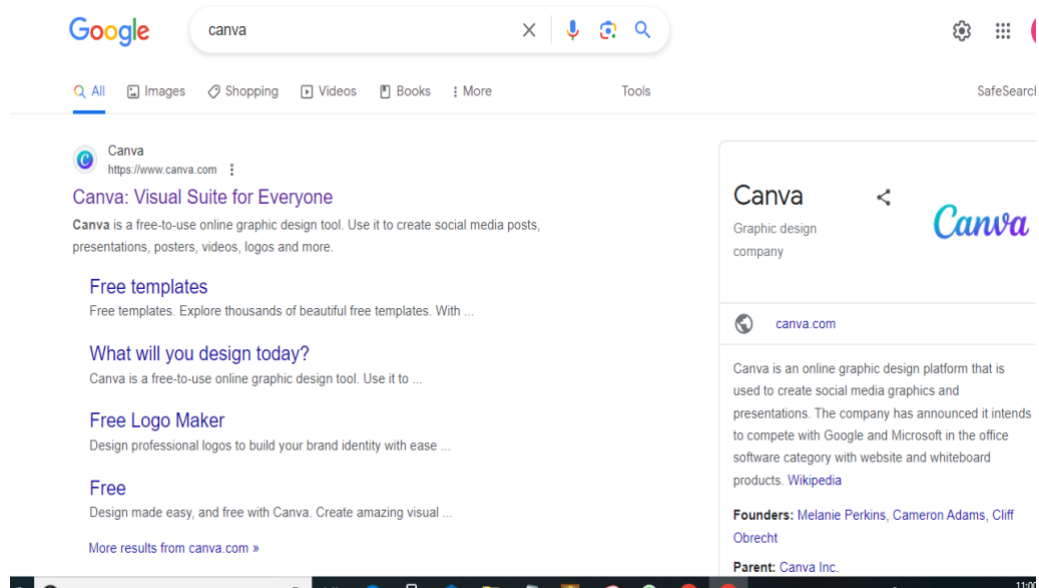 Google
canva
All Images Shopping Videos Books More Tools SafeSearch
Canva
https://www.canva.com
Canva: Visual Suite for Everyone
Canva is a free-to-use online graphic design tool. Use it to create social media posts,
presentations, posters, videos, logos and more.
Free templates
Free templates. Explore thousands of beautiful free templates. With ...
What will you design today?
Canva is a free-to-use online graphic design tool. Use it to ...
Free Logo Maker
Design professional logos to build your brand identity with ease ...
Free
Design made easy, and free with Canva. Create amazing visual ...
More results from canva.com »
Canva
Graphic design
company
Canva
canva.com
Canva is an online graphic design platform that is
used to create social media graphics and
presentations. The company has announced it intends
to compete with Google and Microsoft in the office
software category with website and whiteboard
products. Wikipedia
Founders: Melanie Perkins, Cameron Adams, Cliff
Obrecht
Parent: Canva Inc.